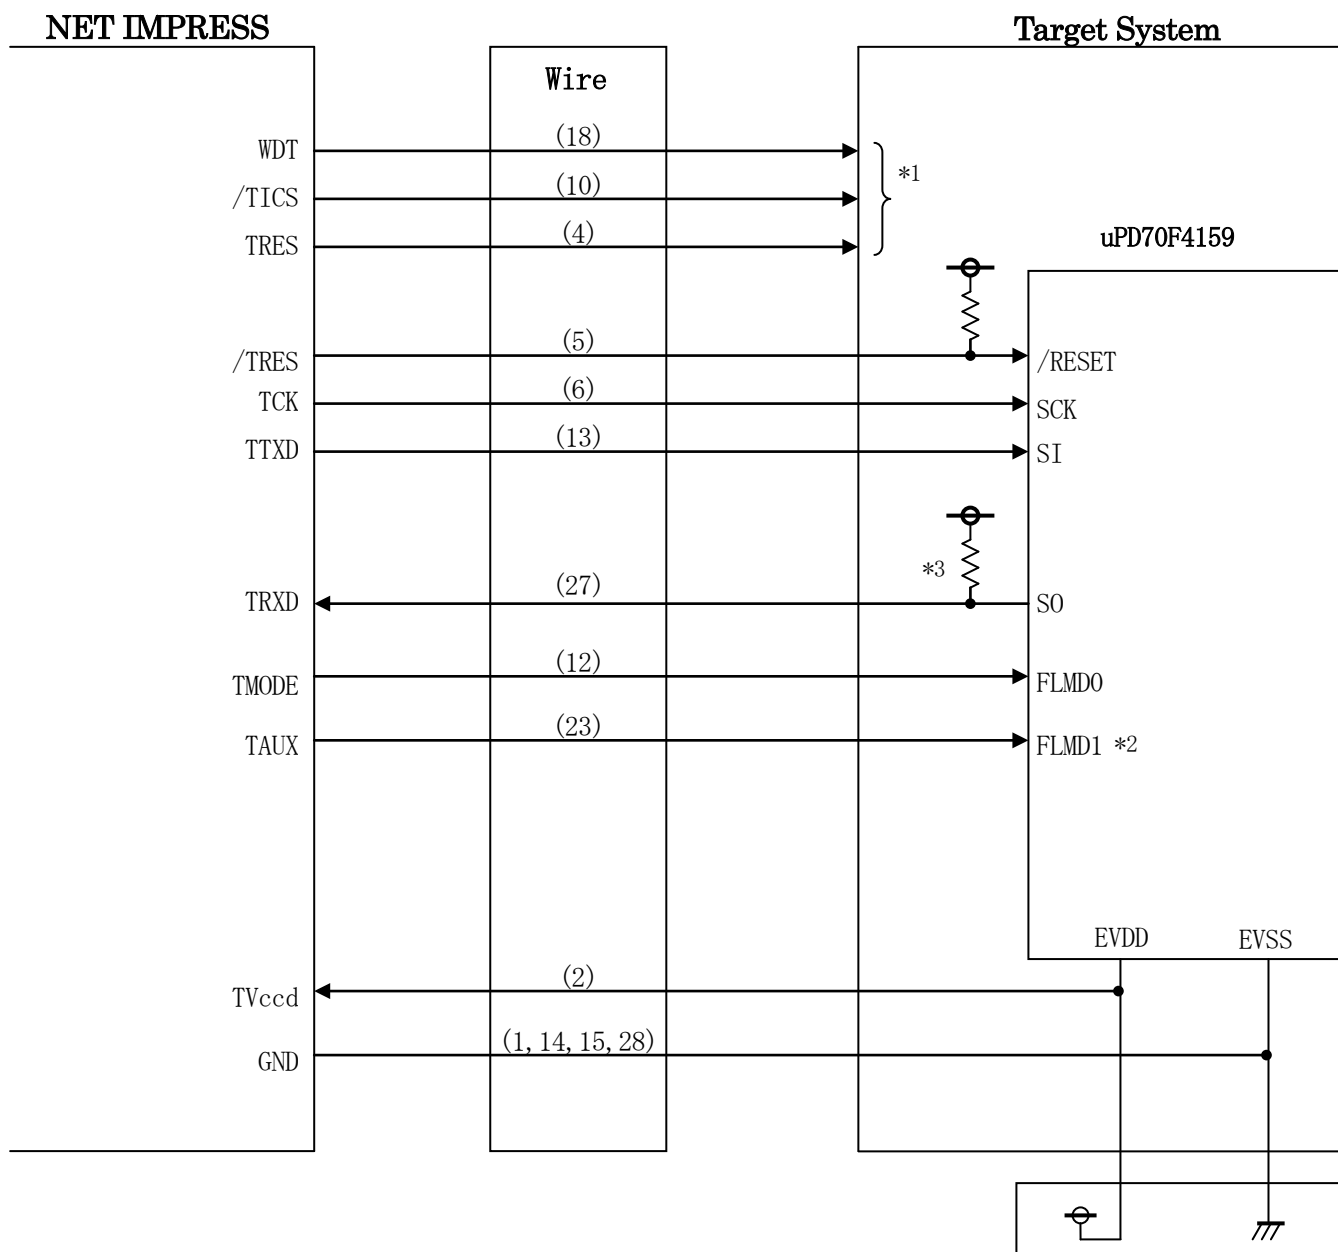 NET IMPRESS
Target System
Wire
WDT (18)
/TICS (10) *1
TRES (4)
uPD70F4159
/TRES (5) /RESET
TCK (6) SCK
TTXD (13) SI
*3
TRXD (27) SO
TMODE (12) FLMD0
TAUX (23) FLMD1 *2
EVDD EVSS
TVccd (2)
GND (1,14,15,28)